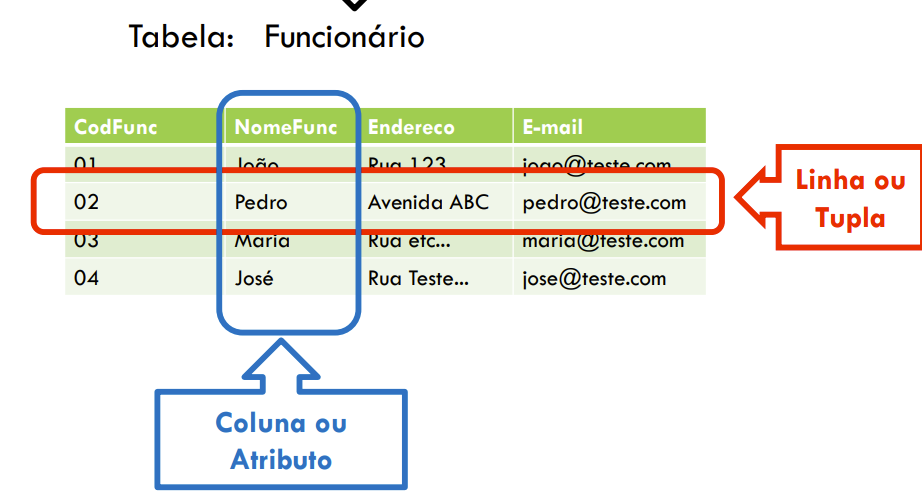 Tabela: Funcionário
CodFunc NomeFunc Endereco E-mail
01 João Rua 123 joao@teste.com
02 Pedro Avenida ABC pedro@teste.com
03 Maria Rua etc... maria@teste.com
04 José Rua Teste... jose@teste.com
Linha ou
Tupla
Coluna ou
Atributo